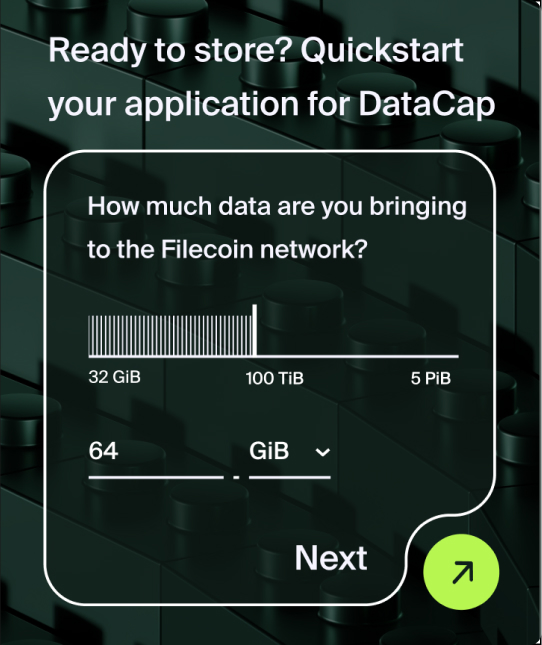 Ready to store? Quickstart
your application for DataCap
How much data are you bringing
to the Filecoin network?
32 GiB 100 TiB 5 PiB
64 GiB
Next